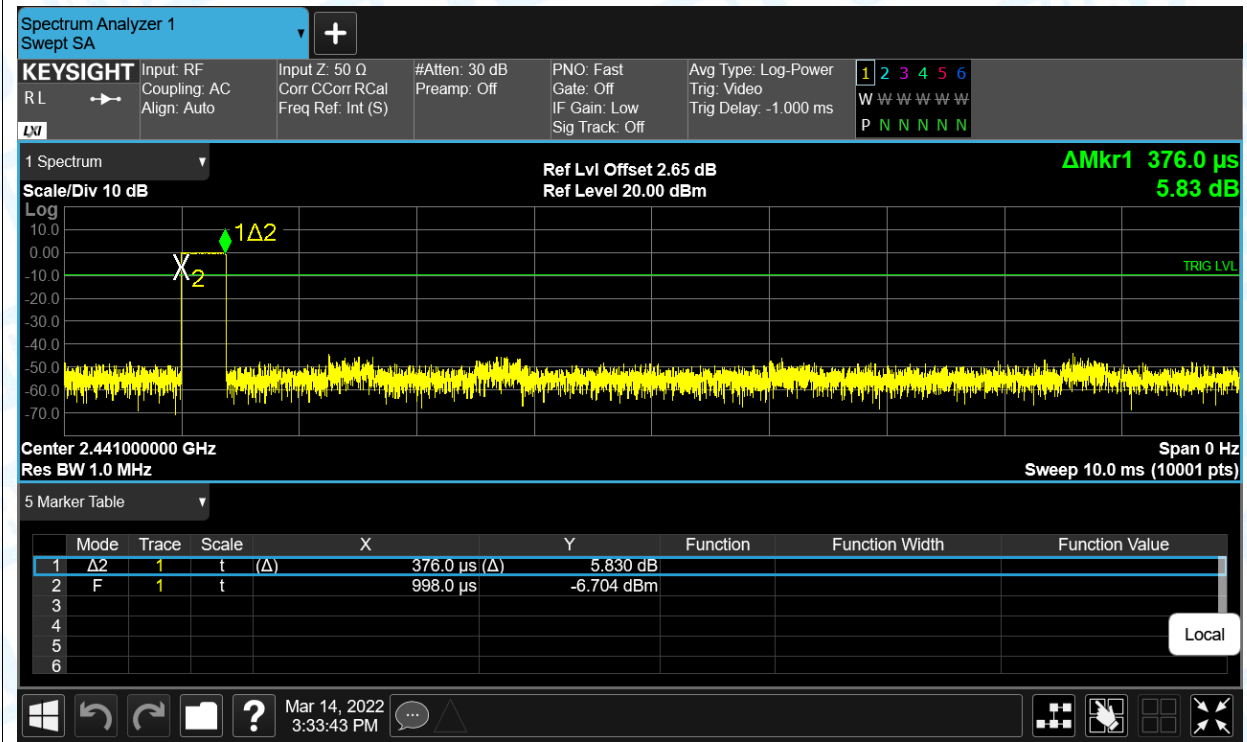 Spectrum Analyzer 1
Swept SA
+
KEYSIGHT Input: RF Input Z: 50 Ω #Atten: 30 dB PNO: Fast Avg Type: Log-Power 1 2 3 4 5 6
R L Coupling: AC Corr CCorr RCal Preamp: Off Gate: Off Trig: Video W W W W W W
Align: Auto Freq Ref: Int (S) IF Gain: Low Trig Delay: -1.000 ms
LXI Sig Track: Off P N N N N N
1 Spectrum Ref Lvl Offset 2.65 dB ΔMkr1 376.0 µs
Scale/Div 10 dB Ref Level 20.00 dBm 5.83 dB
Log
10.0 1Δ2
0.00
-10.0 2 TRIG LVL
-20.0
-30.0
-40.0
-50.0
-60.0
-70.0
Center 2.441000000 GHz Span 0 Hz
Res BW 1.0 MHz Sweep 10.0 ms (10001 pts)
5 Marker Table
Mode Trace Scale X Y Function Function Width Function Value
1 Δ2 1 t (Δ) 376.0 µs (Δ) 5.830 dB
2 F 1 t 998.0 µs -6.704 dBm
3
4
5
6
Local
? Mar 14, 2022
3:33:43 PM